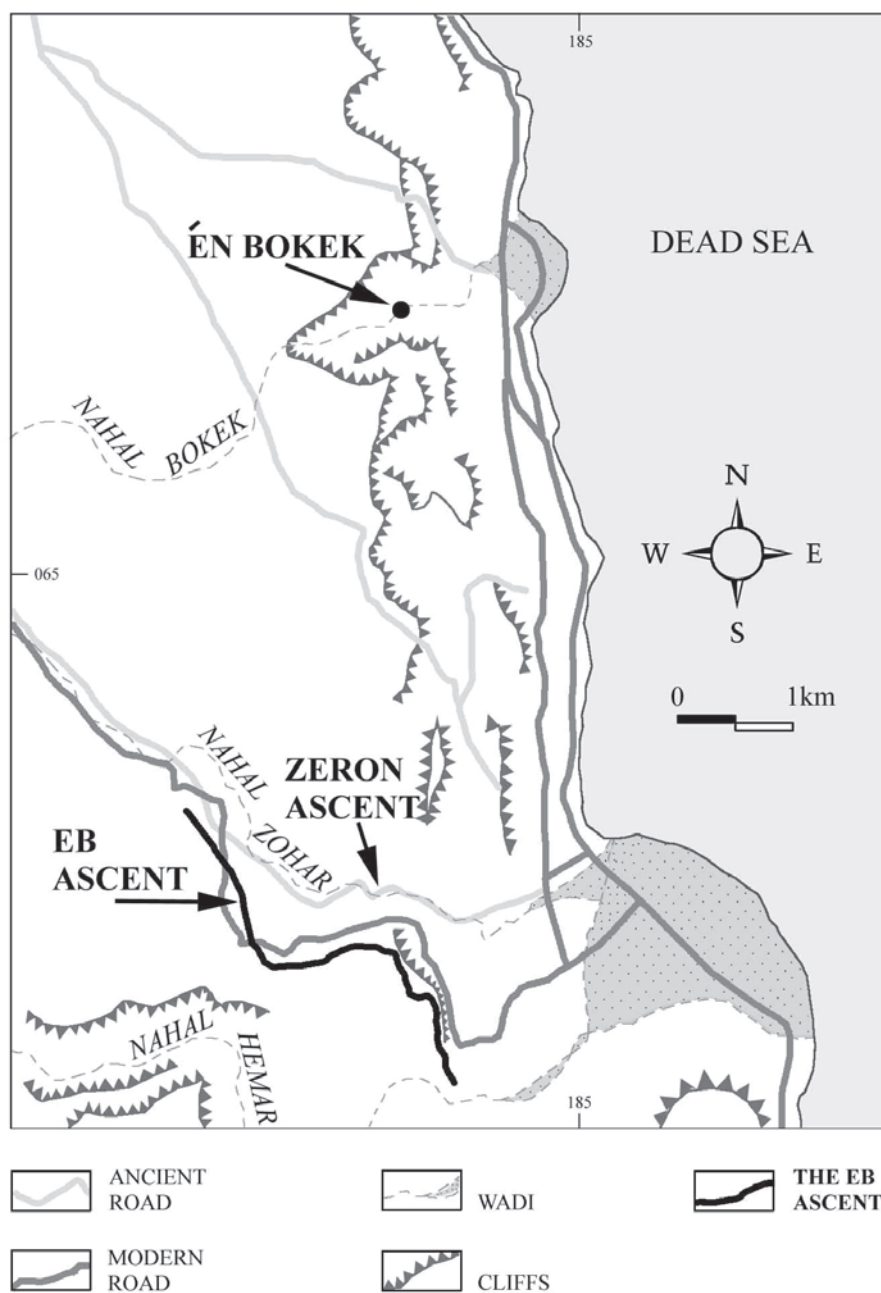 185
DEAD SEA
ÉN BOKEK
NAHAL
BOKEK
N
W
E
S
065
0
1km
NAHAL
ZOHAR
ZERON
ASCENT
EB
ASCENT
NAHAL
HEMAR
185
ANCIENT
ROAD
WADI
THE EB
ASCENT
MODERN
ROAD
CLIFFS